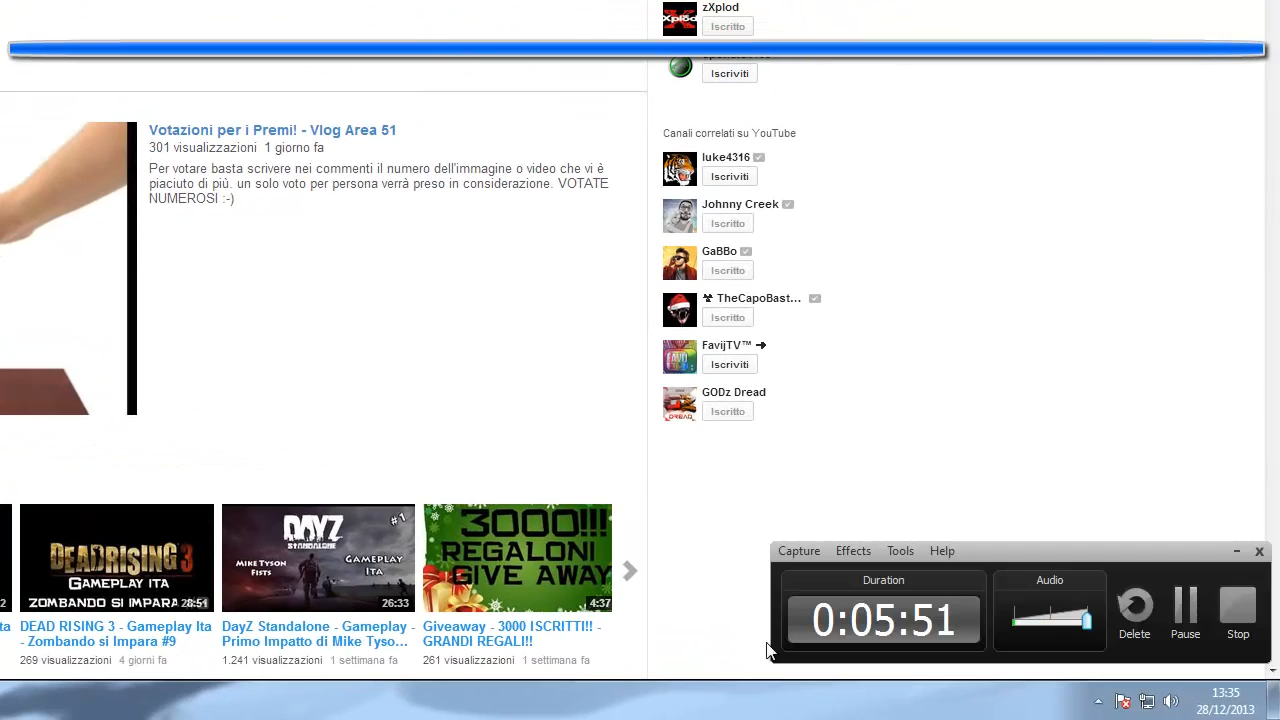 zXplod
Xplod
Iscritto
Iscriviti
Votazioni per i Premi! - Vlog Area 51
301 visualizzazioni 1 giorno fa
Per votare basta scrivere nei commenti il numero dell'immagine o video che vi è
piaciuto di più. un solo voto per persona verrà preso in considerazione. VOTATE
NUMEROSI :-)
Canali correlati su YouTube
luke4316
Iscriviti
Johnny Creek
Iscritto
GaBBo
Iscritto
TheCapoBast...
Iscritto
FavijTV™ ➜
Iscriviti
GODz Dread
DREAD
Iscritto
DEADRISING 3
GAMEPLAY ITA
ZOMBANDO SI IMPARA
28:51
DAYZ
STANDALONE
#1
MIKE TYSON
FISTS
GAMEPLAY
ITA
26:33
3000!!!
REGALONI
GIVE AWAY
4:37
ta
DEAD RISING 3 - Gameplay Ita
- Zombando si Impara #9
269 visualizzazioni 4 giorni fa
DayZ Standalone - Gameplay -
Primo Impatto di Mike Tyso...
1.241 visualizzazioni 1 settimana fa
Giveaway - 3000 ISCRITTI!! -
GRANDI REGALI!!
261 visualizzazioni 1 settimana fa
Capture Effects Tools Help
Duration
0:05:51
Audio
Delete
Pause
Stop
13:35
28/12/2013